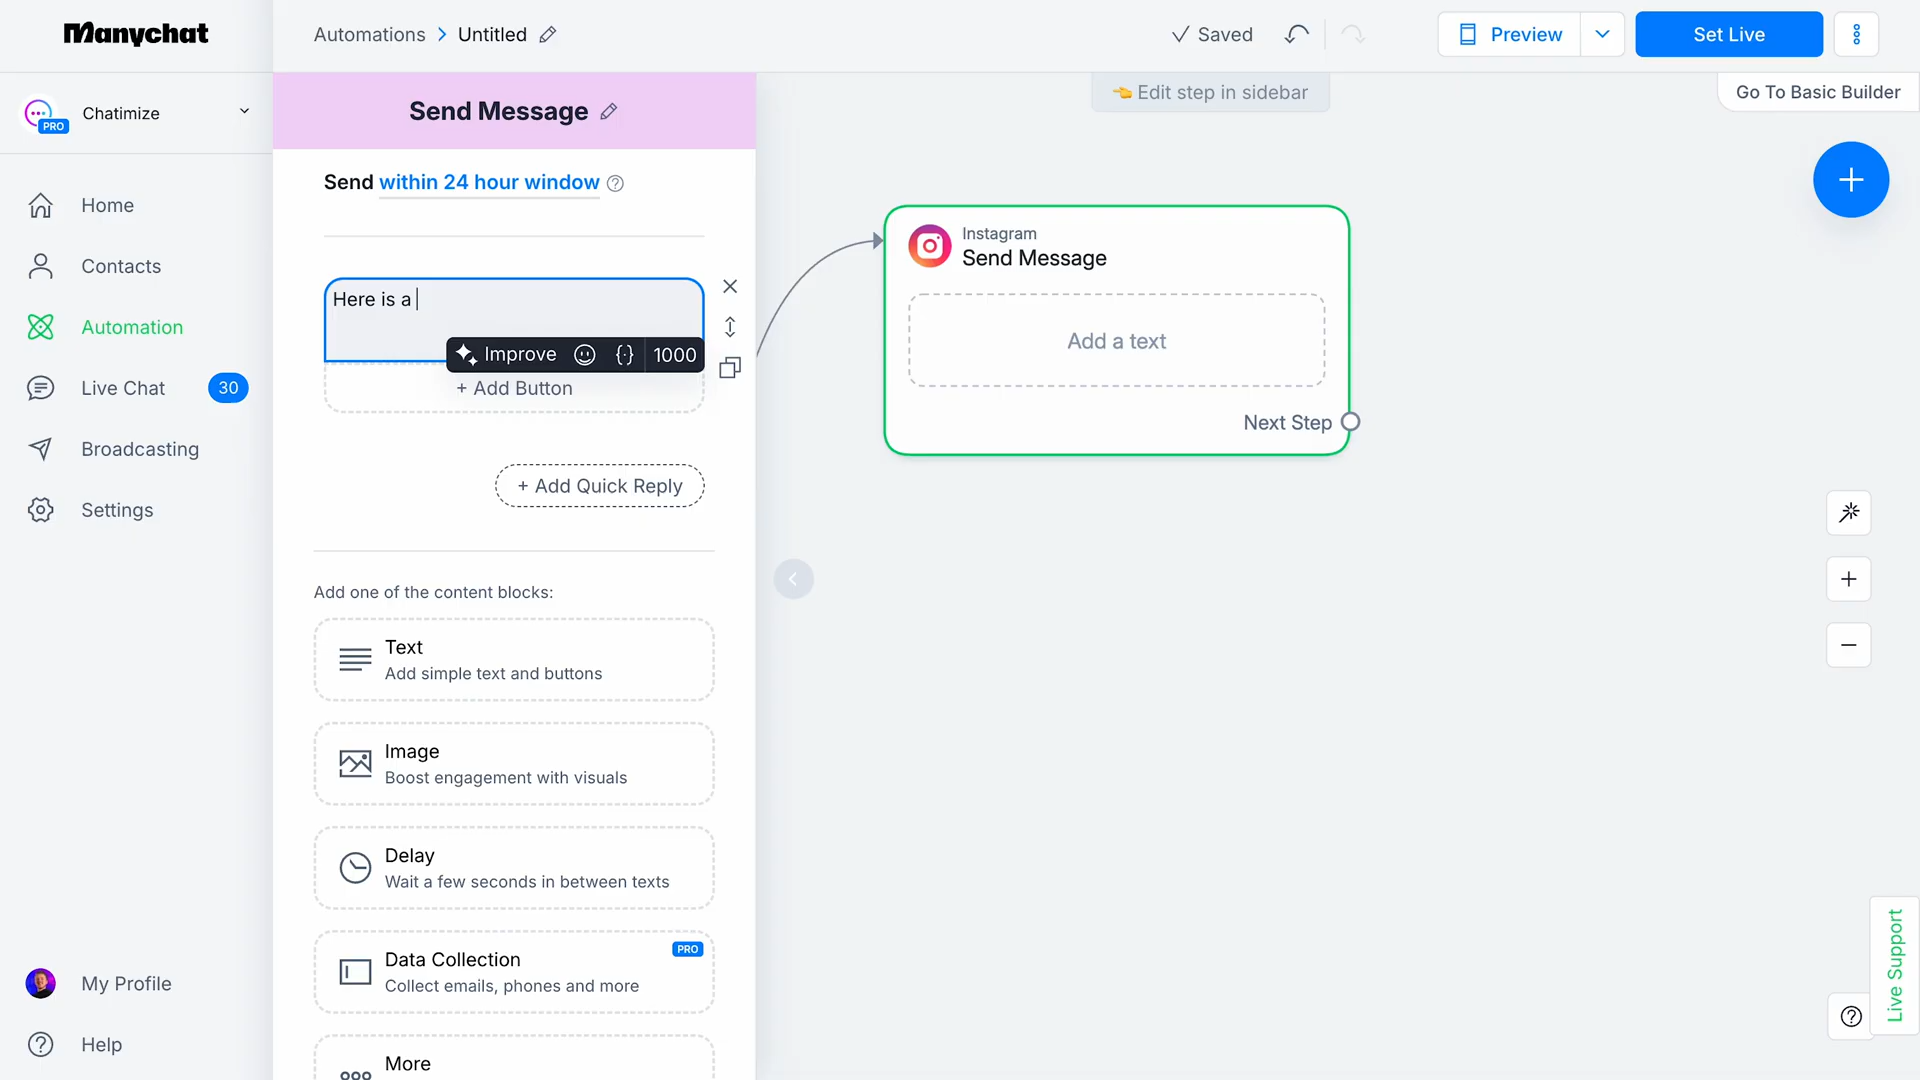 Manychat
Automations > Untitled
Saved
Preview
Set Live
Chatimize
PRO
Home
Contacts
Automation
Live Chat
30
Broadcasting
Settings
My Profile
Help
Send Message
Send within 24 hour window
Here is a
Improve
1000
+ Add Button
+ Add Quick Reply
Add one of the content blocks:
Text
Add simple text and buttons
Image
Boost engagement with visuals
Delay
Wait a few seconds in between texts
PRO
Data Collection
Collect emails, phones and more
More
Edit step in sidebar
Go To Basic Builder
Instagram
Send Message
Add a text
Next Step
Live Support